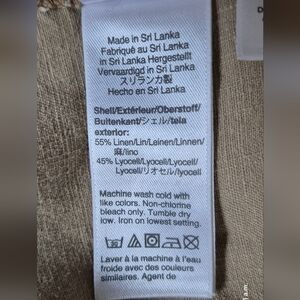 Made in Sri Lanka
Fabriqué au Sri Lanka
in Sri Lanka Hergestellt
Vervaardigd in Sri Lanka
スリランカ製
Hecho en Sri Lanka
Shell/Extérieur/Oberstoff/
Buitenkant/シェル/tela
exterior:
55% Linen/Lin/Leinen/Linnen/
麻/lino
45% Lyocell/Lyocell/Lyocell/
Lyocell/リオセル/lyocell
Machine wash cold with
like colors. Non-chlorine
bleach only. Tumble dry
low. Iron on lowest setting.
Laver à la machine à l'eau
froide avec des couleurs
similaires. Agent de